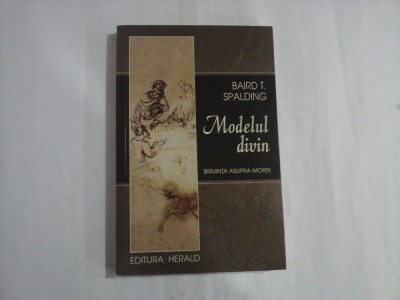 BAIRD T.
SPALDING
Modelul
divin
BIRUINȚA ASUPRA MORȚII
EDITURA HERALD